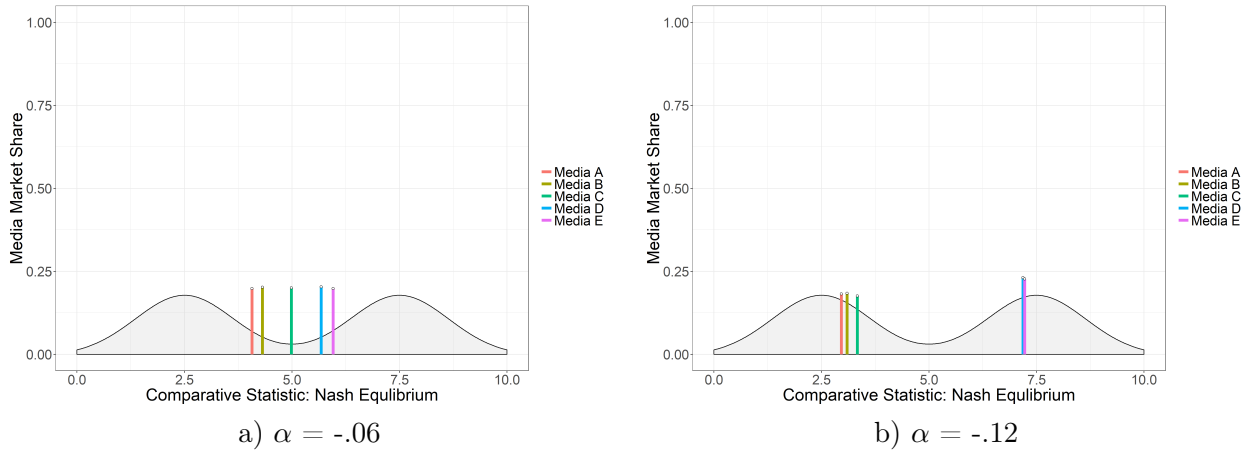 1.00
0.75
0.50
0.25
0.00
Media Market Share
0.0
2.5
5.0
7.5
10.0
Comparative Statistic: Nash Equlibrium
Media A
Media B
Media C
Media D
Media E
a) α = -.06
1.00
0.75
0.50
0.25
0.00
Media Market Share
0.0
2.5
5.0
7.5
10.0
Comparative Statistic: Nash Equlibrium
Media A
Media B
Media C
Media D
Media E
b) α = -.12